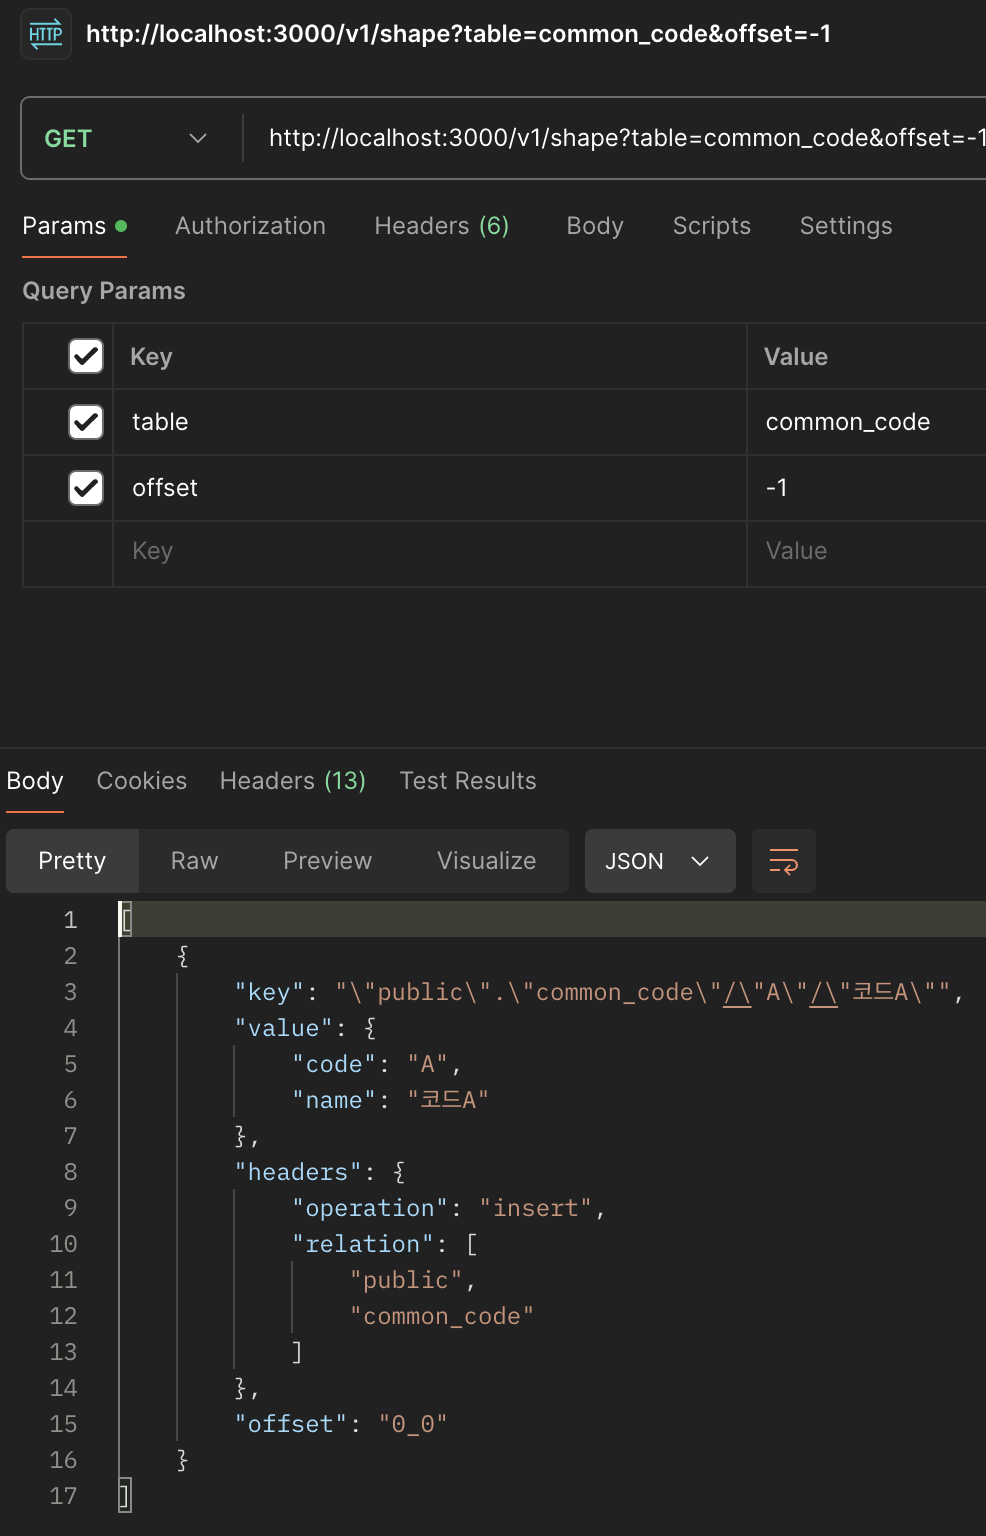 HTTP http://localhost:3000/v1/shape?table=common_code&offset=-1
GET http://localhost:3000/v1/shape?table=common_code&offset=-1
Params Authorization Headers (6) Body Scripts Settings
Query Params
Key Value
table common_code
offset -1
Key Value
Body Cookies Headers (13) Test Results
Pretty Raw Preview Visualize JSON
1 [
2 {
3 "key": "\"public\".\"common_code\"/\"A\"/\"코드A\"",
4 "value": {
5 "code": "A",
6 "name": "코드A"
7 },
8 "headers": {
9 "operation": "insert",
10 "relation": [
11 "public",
12 "common_code"
13 ]
14 },
15 "offset": "0_0"
16 }
17 ]